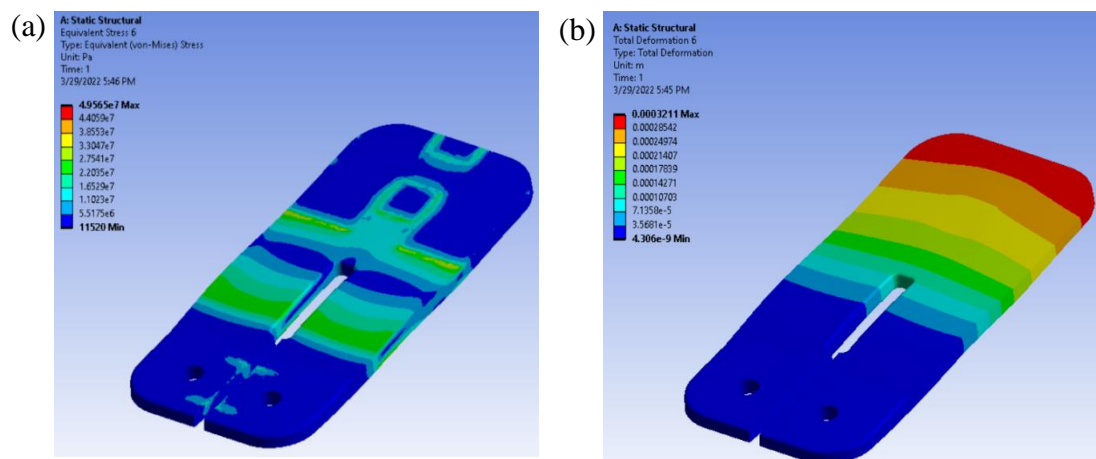 (a)
A: Static Structural
Equivalent Stress 6
Type: Equivalent (von-Mises) Stress
Unit: Pa
Time: 1
3/29/2022 5:46 PM
4.9565e7 Max
4.4059e7
3.8553e7
3.3047e7
2.7541e7
2.2035e7
1.6529e7
1.1023e7
5.5175e6
11520 Min
(b)
A: Static Structural
Total Deformation 6
Type: Total Deformation
Unit: m
Time: 1
3/29/2022 5:45 PM
0.0003211 Max
0.00028542
0.00024974
0.00021407
0.00017839
0.00014271
0.00010703
7.1358e-5
3.5681e-5
4.306e-9 Min